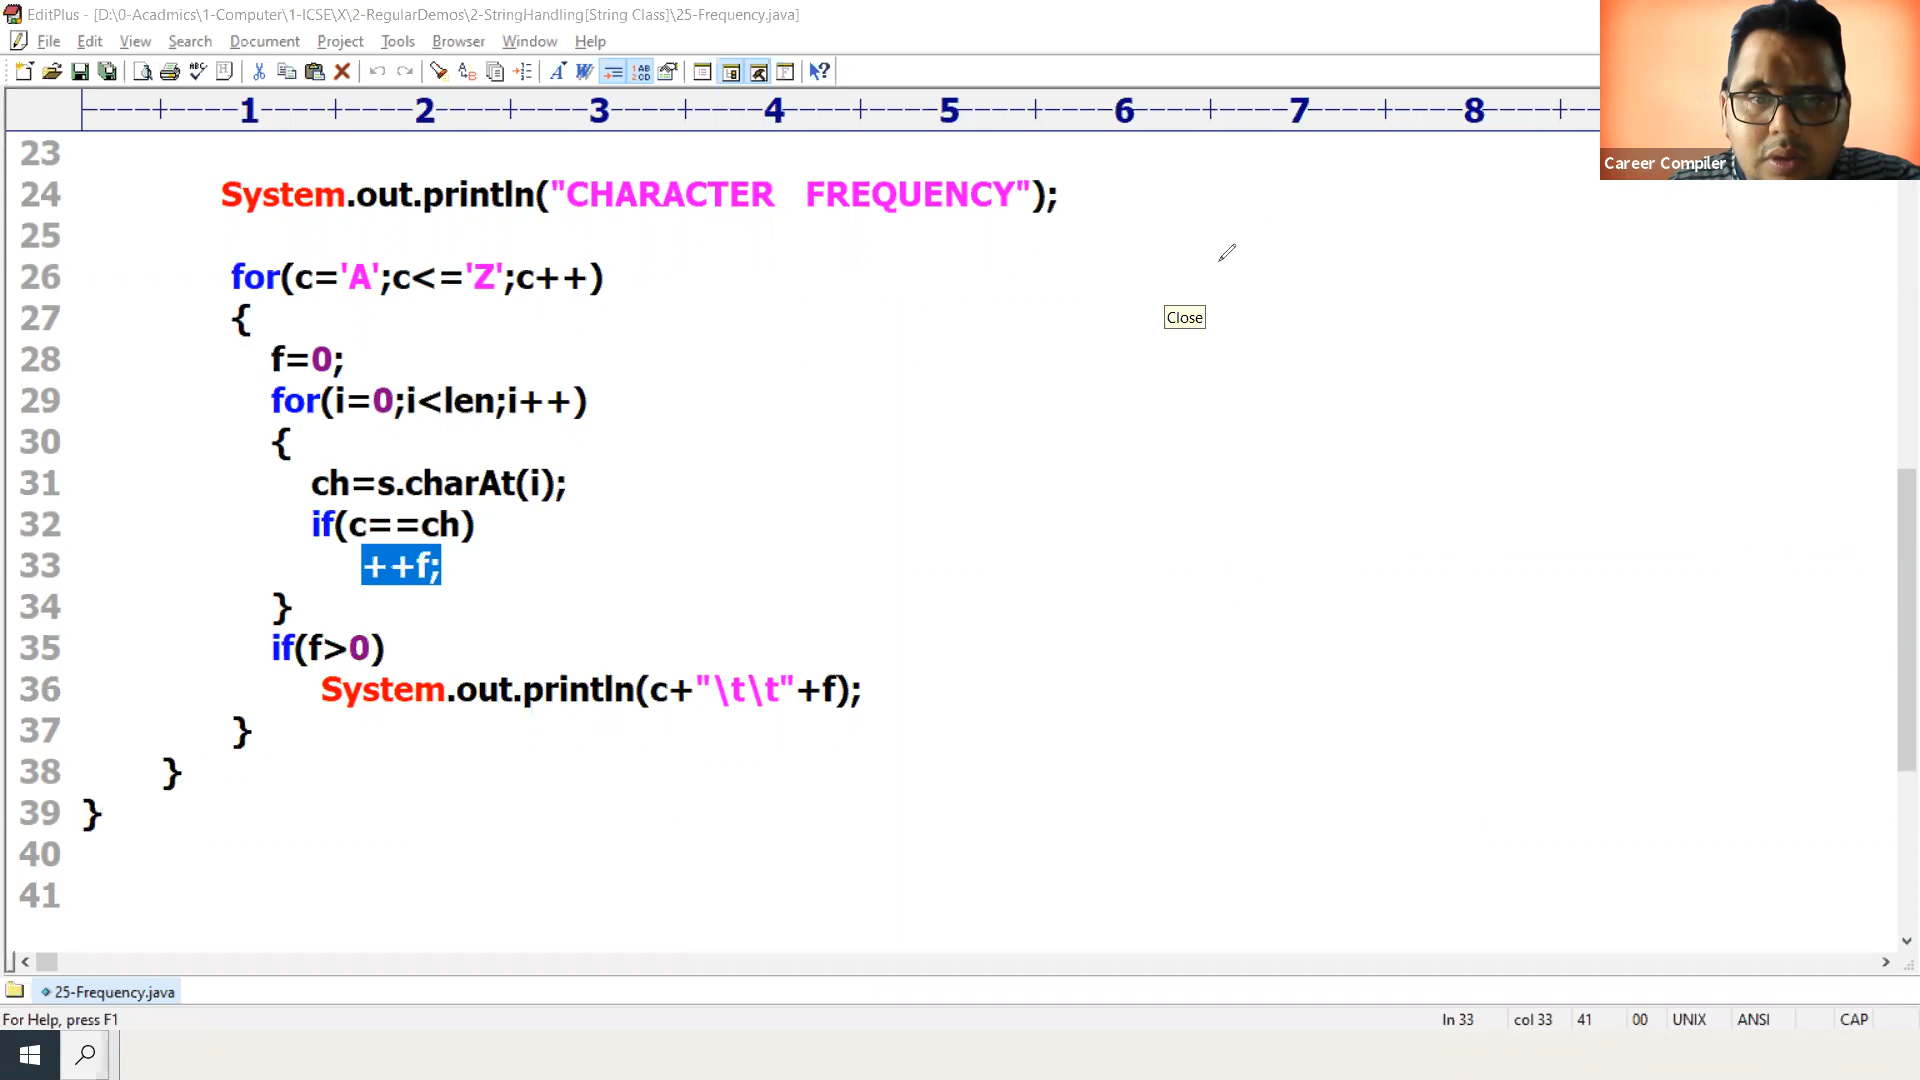 EditPlus - [D:\0-Acadmics\1-Computer\1-ICSE\X\2-RegularDemos\2-StringHandling[String Class]\25-Frequency.java]
File Edit View Search Document Project Tools Browser Window Help
1 2 3 4 5 6 7 8
Career Compiler
23
24 System.out.println("CHARACTER   FREQUENCY");
25
26 for(c='A';c<='Z';c++)
27 {
28 f=0;
29 for(i=0;i<len;i++)
30 {
31 ch=s.charAt(i);
32 if(c==ch)
33 ++f;
34 }
35 if(f>0)
36 System.out.println(c+"\t\t"+f);
37 }
38 }
39 }
40
41
Close
25-Frequency.java
For Help, press F1 ln 33 col 33 41 00 UNIX ANSI CAP